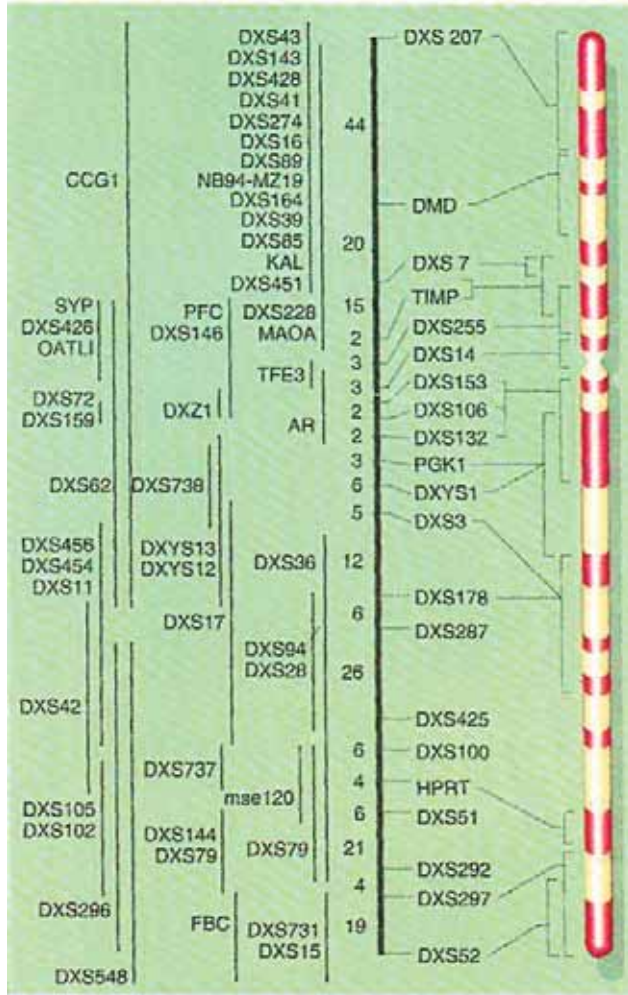 DXS43
DXS143
DXS428
DXS41
DXS274
DXS16
DXS89
NB94-MZ19
DXS164
DXS39
DXS85
KAL
DXS451
DXS228
MAOA
TFE3
AR
DXS36
DXS94
DXS28
mse120
DXS79
DXS731
DXS15
CCG1
SYP
DXS426
OATLI
DXS72
DXS159
DXS62
DXS456
DXS454
DXS11
DXS42
DXS105
DXS102
DXS296
DXS548
PFC
DXS146
DXZ1
DXS738
DXYS13
DXYS12
DXS17
DXS737
DXS144
DXS79
FBC
44
20
15
2
3
3
2
2
3
6
5
12
6
26
6
4
6
21
4
19
DXS 207
DMD
DXS 7
TIMP
DXS255
DXS14
DXS153
DXS106
DXS132
PGK1
DXYS1
DXS3
DXS178
DXS287
DXS425
DXS100
HPRT
DXS51
DXS292
DXS297
DXS52